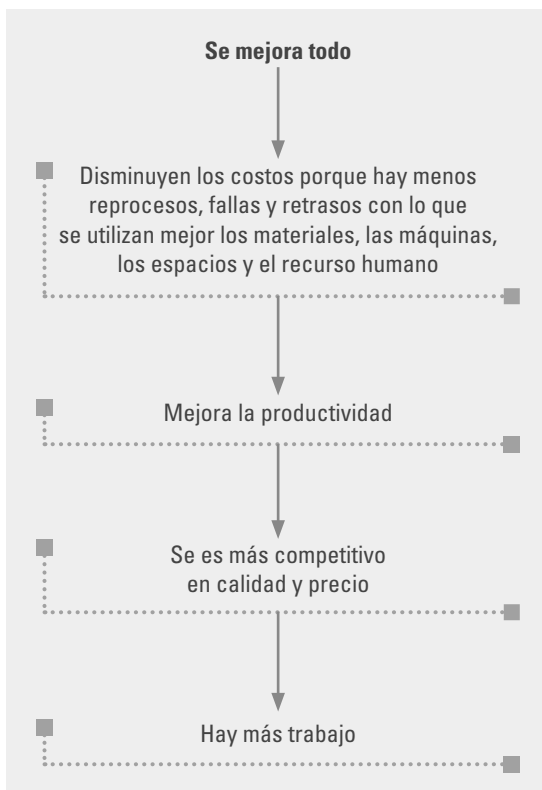 Se mejora todo
Disminuyen los costos porque hay menos
reprocesos, fallas y retrasos con lo que
se utilizan mejor los materiales, las máquinas,
los espacios y el recurso humano
Mejora la productividad
Se es más competitivo
en calidad y precio
Hay más trabajo